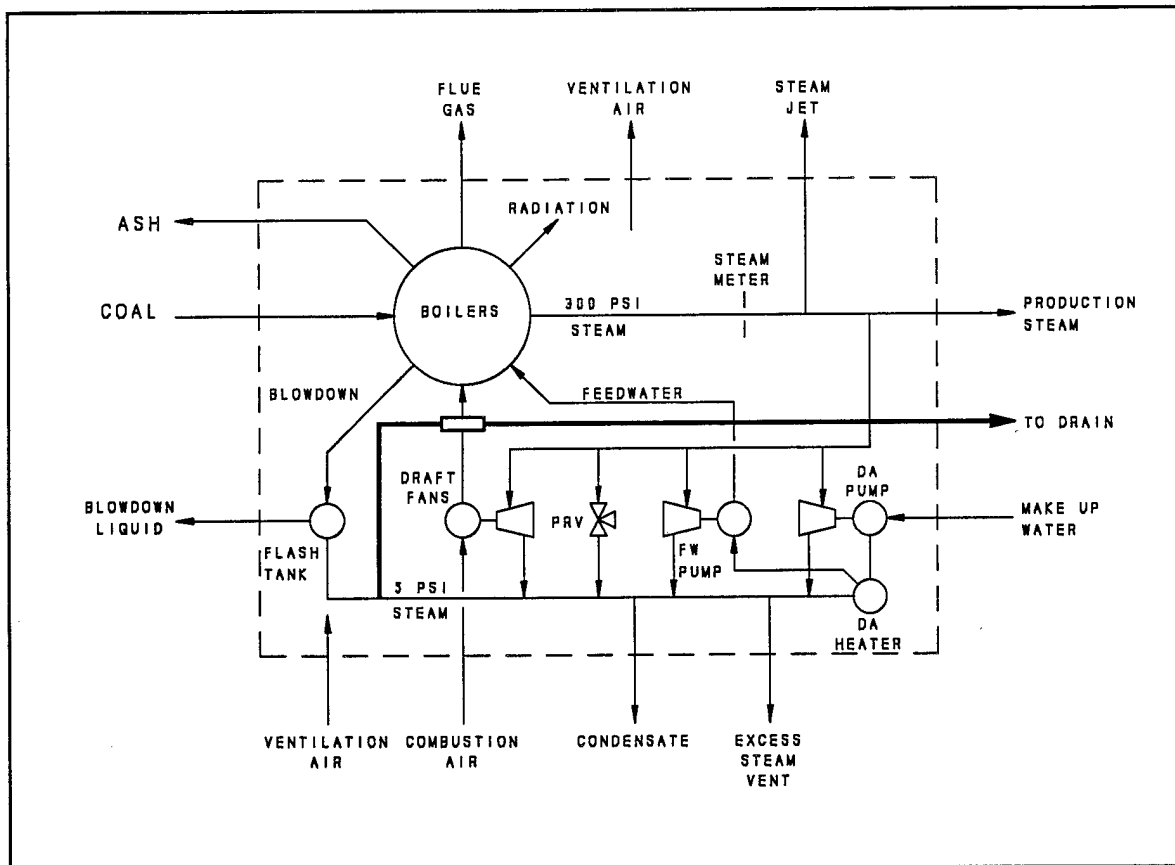 FLUE
GAS
VENTILATION
AIR
STEAM
JET
ASH
RADIATION
STEAM
METER
COAL
BOILERS
300 PSI
STEAM
PRODUCTION
STEAM
BLOWDOWN
FEEDWATER
TO DRAIN
DRAFT
FANS
DA
PUMP
BLOWDOWN
LIQUID
PRV
MAKE UP
WATER
FLASH
TANK
FW
PUMP
3 PSI
STEAM
DA
HEATER
VENTILATION
AIR
COMBUSTION
AIR
CONDENSATE
EXCESS
STEAM
VENT